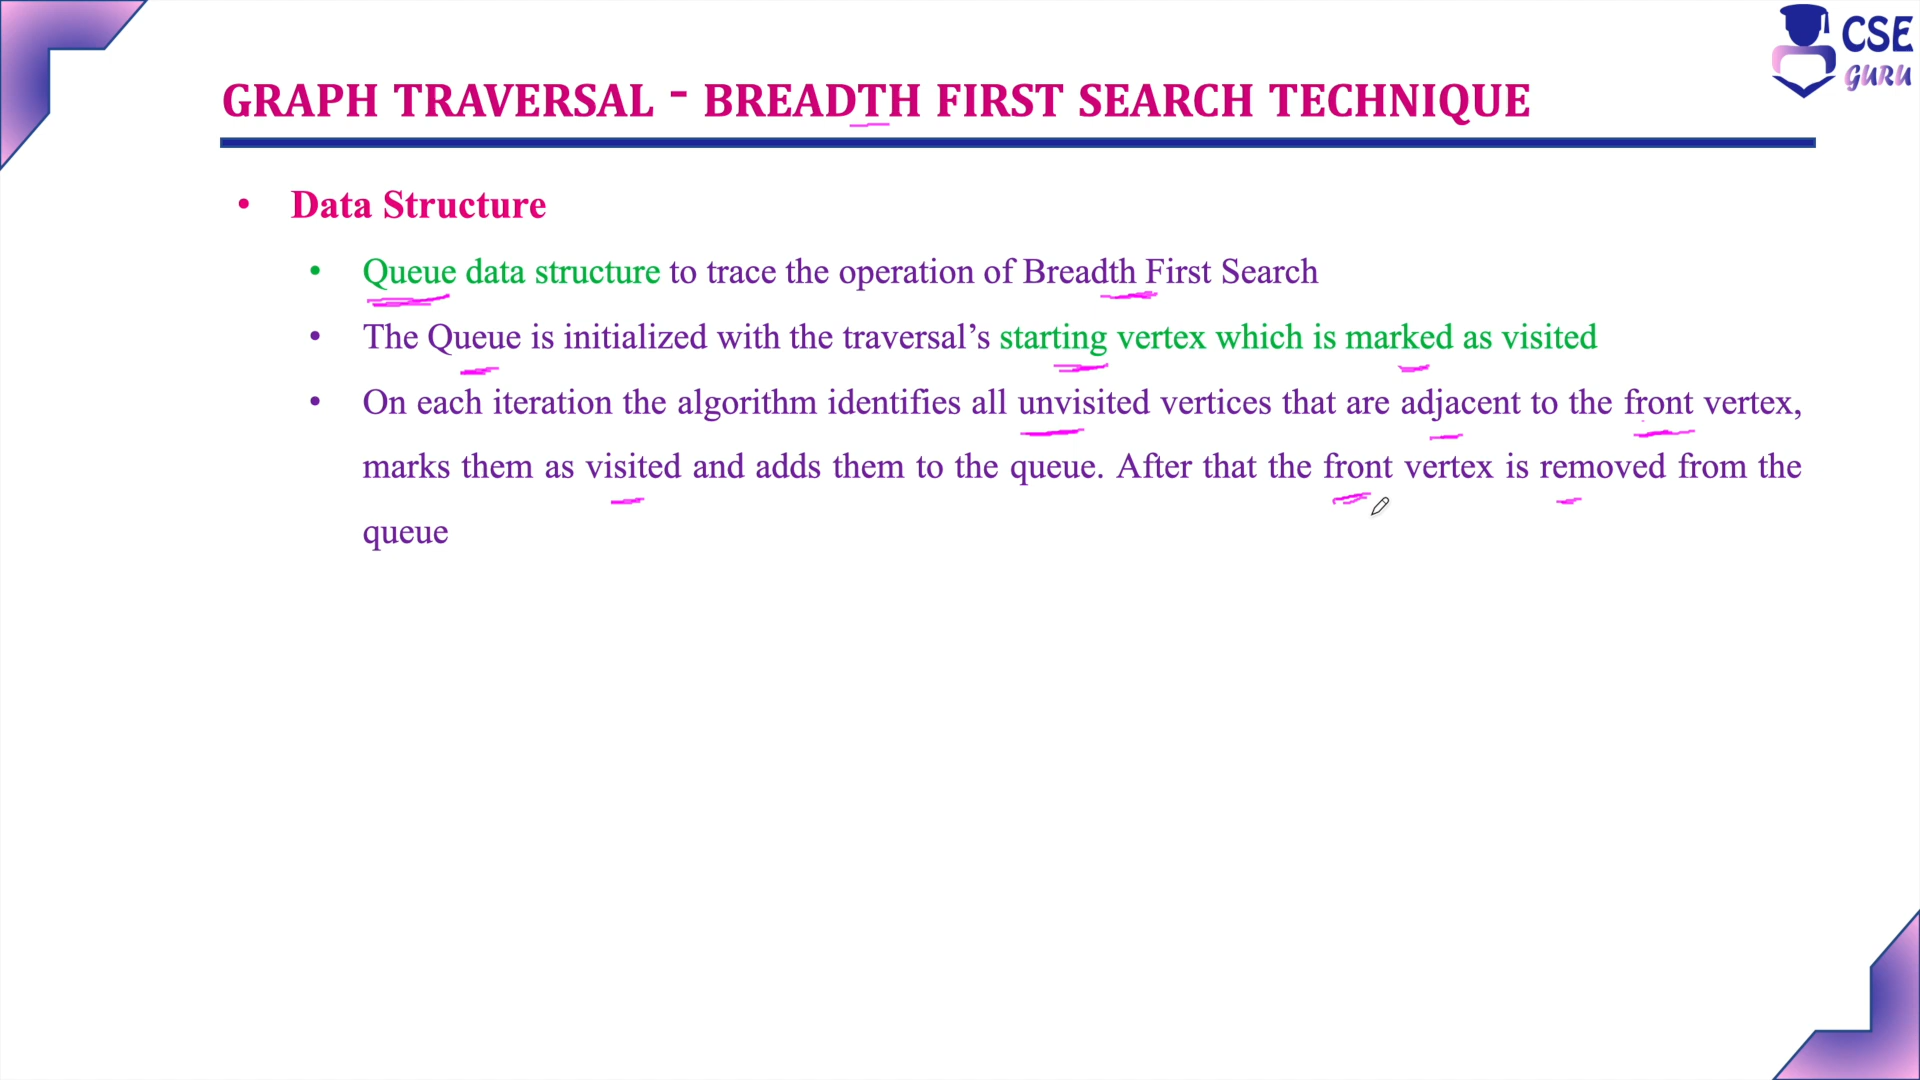 CSE
GURU
GRAPH TRAVERSAL - BREADTH FIRST SEARCH TECHNIQUE
• Data Structure
• Queue data structure to trace the operation of Breadth First Search
• The Queue is initialized with the traversal’s starting vertex which is marked as visited
• On each iteration the algorithm identifies all unvisited vertices that are adjacent to the front vertex,
marks them as visited and adds them to the queue. After that the front vertex is removed from the
queue